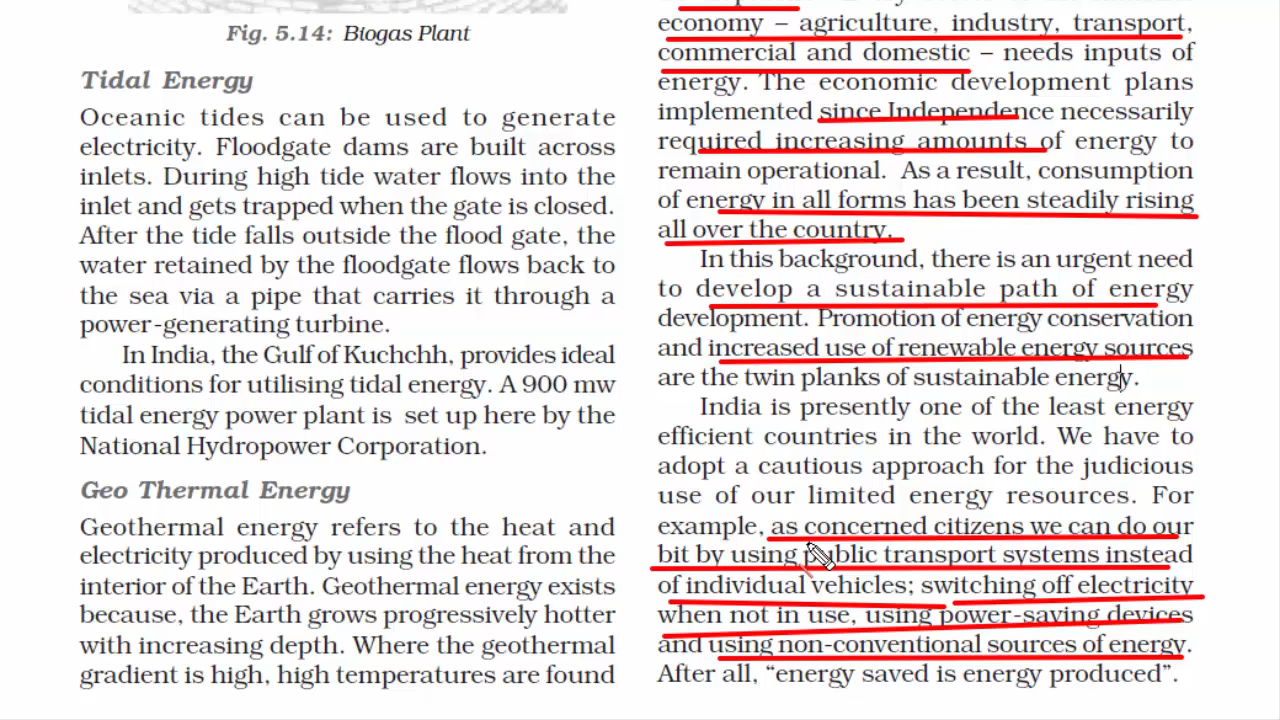 Fig. 5.14: Biogas Plant
Tidal Energy
Oceanic tides can be used to generate
electricity. Floodgate dams are built across
inlets. During high tide water flows into the
inlet and gets trapped when the gate is closed.
After the tide falls outside the flood gate, the
water retained by the floodgate flows back to
the sea via a pipe that carries it through a
power-generating turbine.
In India, the Gulf of Kuchchh, provides ideal
conditions for utilising tidal energy. A 900 mw
tidal energy power plant is set up here by the
National Hydropower Corporation.
Geo Thermal Energy
Geothermal energy refers to the heat and
electricity produced by using the heat from the
interior of the Earth. Geothermal energy exists
because, the Earth grows progressively hotter
with increasing depth. Where the geothermal
gradient is high, high temperatures are found
economy – agriculture, industry, transport,
commercial and domestic – needs inputs of
energy. The economic development plans
implemented since Independence necessarily
required increasing amounts of energy to
remain operational. As a result, consumption
of energy in all forms has been steadily rising
all over the country.
In this background, there is an urgent need
to develop a sustainable path of energy
development. Promotion of energy conservation
and increased use of renewable energy sources
are the twin planks of sustainable energy.
India is presently one of the least energy
efficient countries in the world. We have to
adopt a cautious approach for the judicious
use of our limited energy resources. For
example, as concerned citizens we can do our
bit by using public transport systems instead
of individual vehicles; switching off electricity
when not in use, using power-saving devices
and using non-conventional sources of energy.
After all, “energy saved is energy produced”.